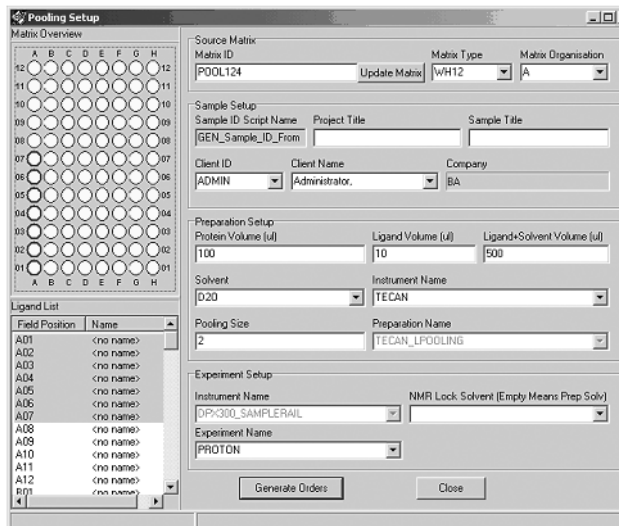 Pooling Setup
Matrix Overview
A B C D E F G H
12 12
11 11
10 10
09 09
08 08
07 07
06 06
05 05
04 04
03 03
02 02
01 01
A B C D E F G H
Ligand List
Field Position Name
A01 <no name>
A02 <no name>
A03 <no name>
A04 <no name>
A05 <no name>
A06 <no name>
A07 <no name>
A08 <no name>
A09 <no name>
A10 <no name>
A11 <no name>
A12 <no name>
B01 <no name>
Source Matrix
Matrix ID Matrix Type Matrix Organisation
POOL124 Update Matrix WH12 A
Sample Setup
Sample ID Script Name Project Title Sample Title
GEN_Sample_ID_From
Client ID Client Name Company
ADMIN Administrator, BA
Preparation Setup
Protein Volume (ul) Ligand Volume (ul) Ligand+Solvent Volume (ul)
100 10 500
Solvent Instrument Name
D2O TECAN
Pooling Size Preparation Name
2 TECAN_LPOOLING
Experiment Setup
Instrument Name NMR Lock Solvent (Empty Means Prep Solv)
DPX300_SAMPLERAIL
Experiment Name
PROTON
Generate Orders Close